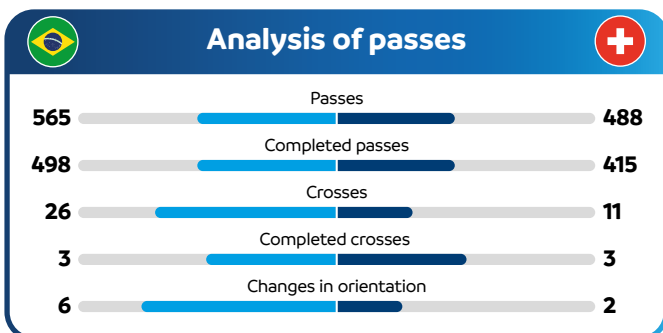 Analysis of passes
Passes
565 488
Completed passes
498 415
Crosses
26 11
Completed crosses
3 3
Changes in orientation
6 2